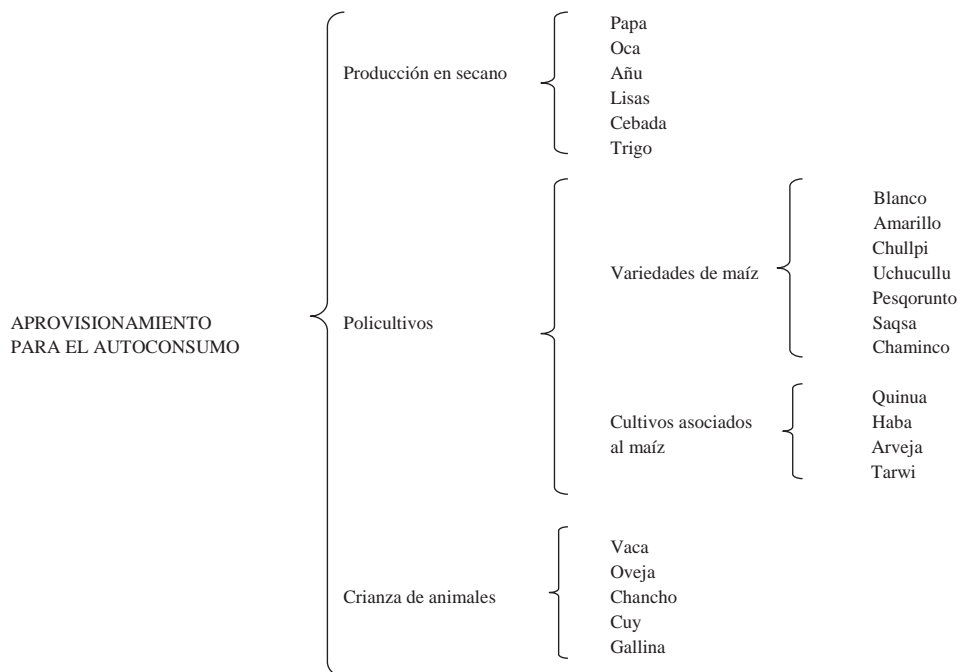 APROVISIONAMIENTO
PARA EL AUTOCONSUMO
Producción en secano
Papa
Oca
Añu
Lisas
Cebada
Trigo
Policultivos
Variedades de maíz
Blanco
Amarillo
Chullpi
Uchucullu
Pesqorunto
Saqsa
Chaminco
Cultivos asociados
al maíz
Quinua
Haba
Arveja
Tarwi
Crianza de animales
Vaca
Oveja
Chancho
Cuy
Gallina